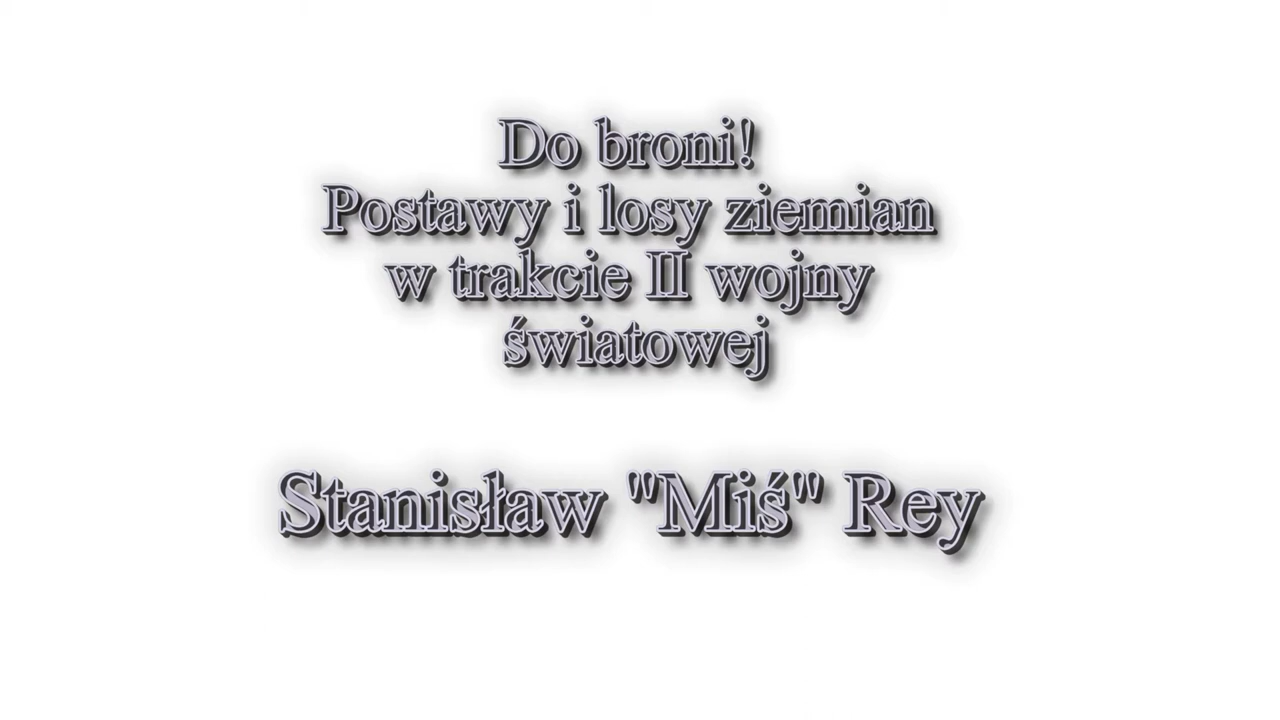 Do broni!
Postawy i losy ziemian
w trakcie II wojny
światowej
Stanisław "Miś" Rey